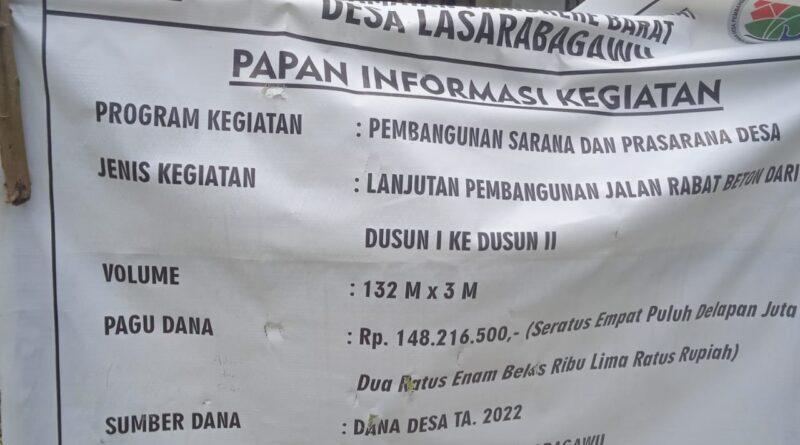 BARAT
DESA LASARABAGAWU
PAPAN INFORMASI KEGIATAN
PROGRAM KEGIATAN : PEMBANGUNAN SARANA DAN PRASARANA DESA
JENIS KEGIATAN : LANJUTAN PEMBANGUNAN JALAN RABAT BETON DARI
DUSUN I KE DUSUN II
VOLUME : 132 M x 3 M
PAGU DANA : Rp. 148.216.500,- (Seratus Empat Puluh Delapan Juta
Dua Ratus Enam Belas Ribu Lima Ratus Rupiah)
SUMBER DANA : DANA DESA TA. 2022